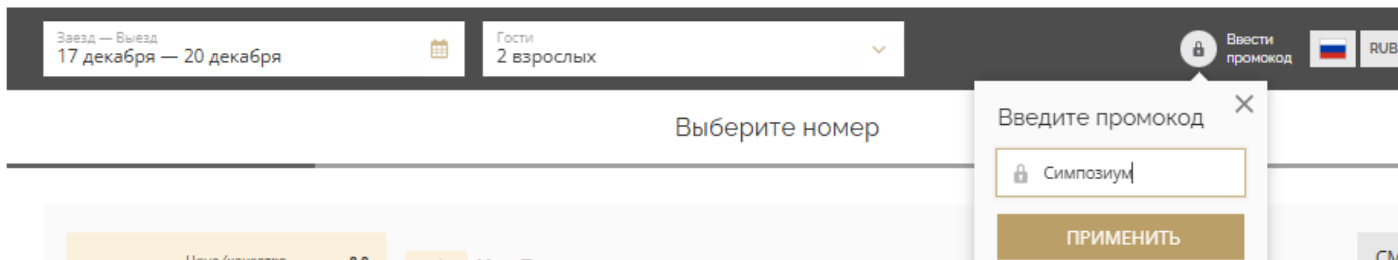 Заезд — Выезд
17 декабря — 20 декабря
Гости
2 взрослых
Ввести
промокод
RUB
Выберите номер
Введите промокод
Симпозиум
ПРИМЕНИТЬ